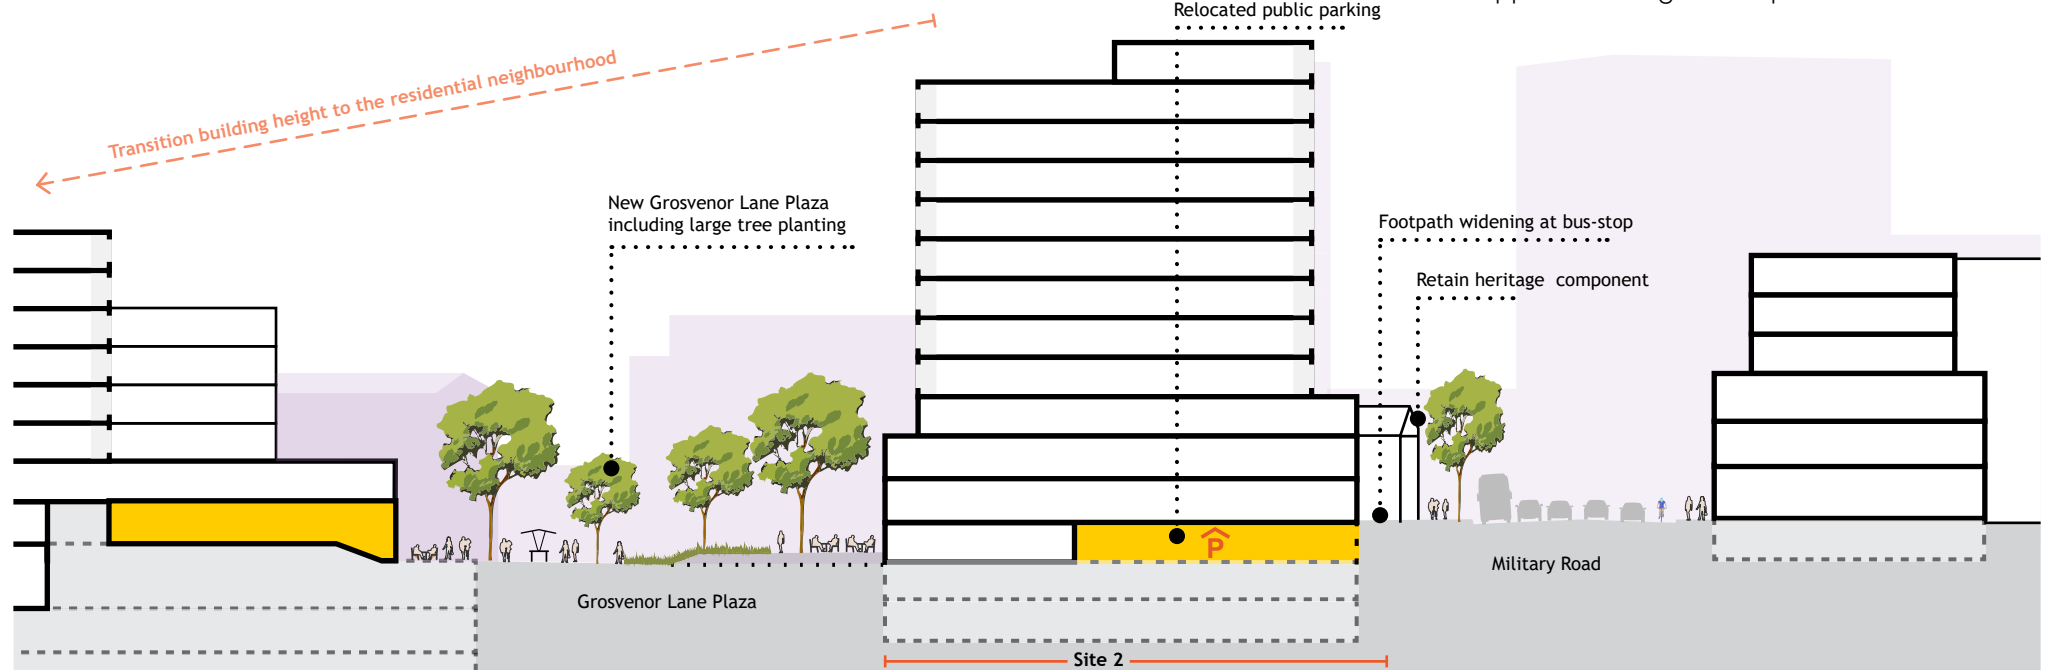 Relocated public parking
Transition building height to the residential neighbourhood
New Grosvenor Lane Plaza
including large tree planting
Footpath widening at bus-stop
Retain heritage component
P
Military Road
Grosvenor Lane Plaza
Site 2